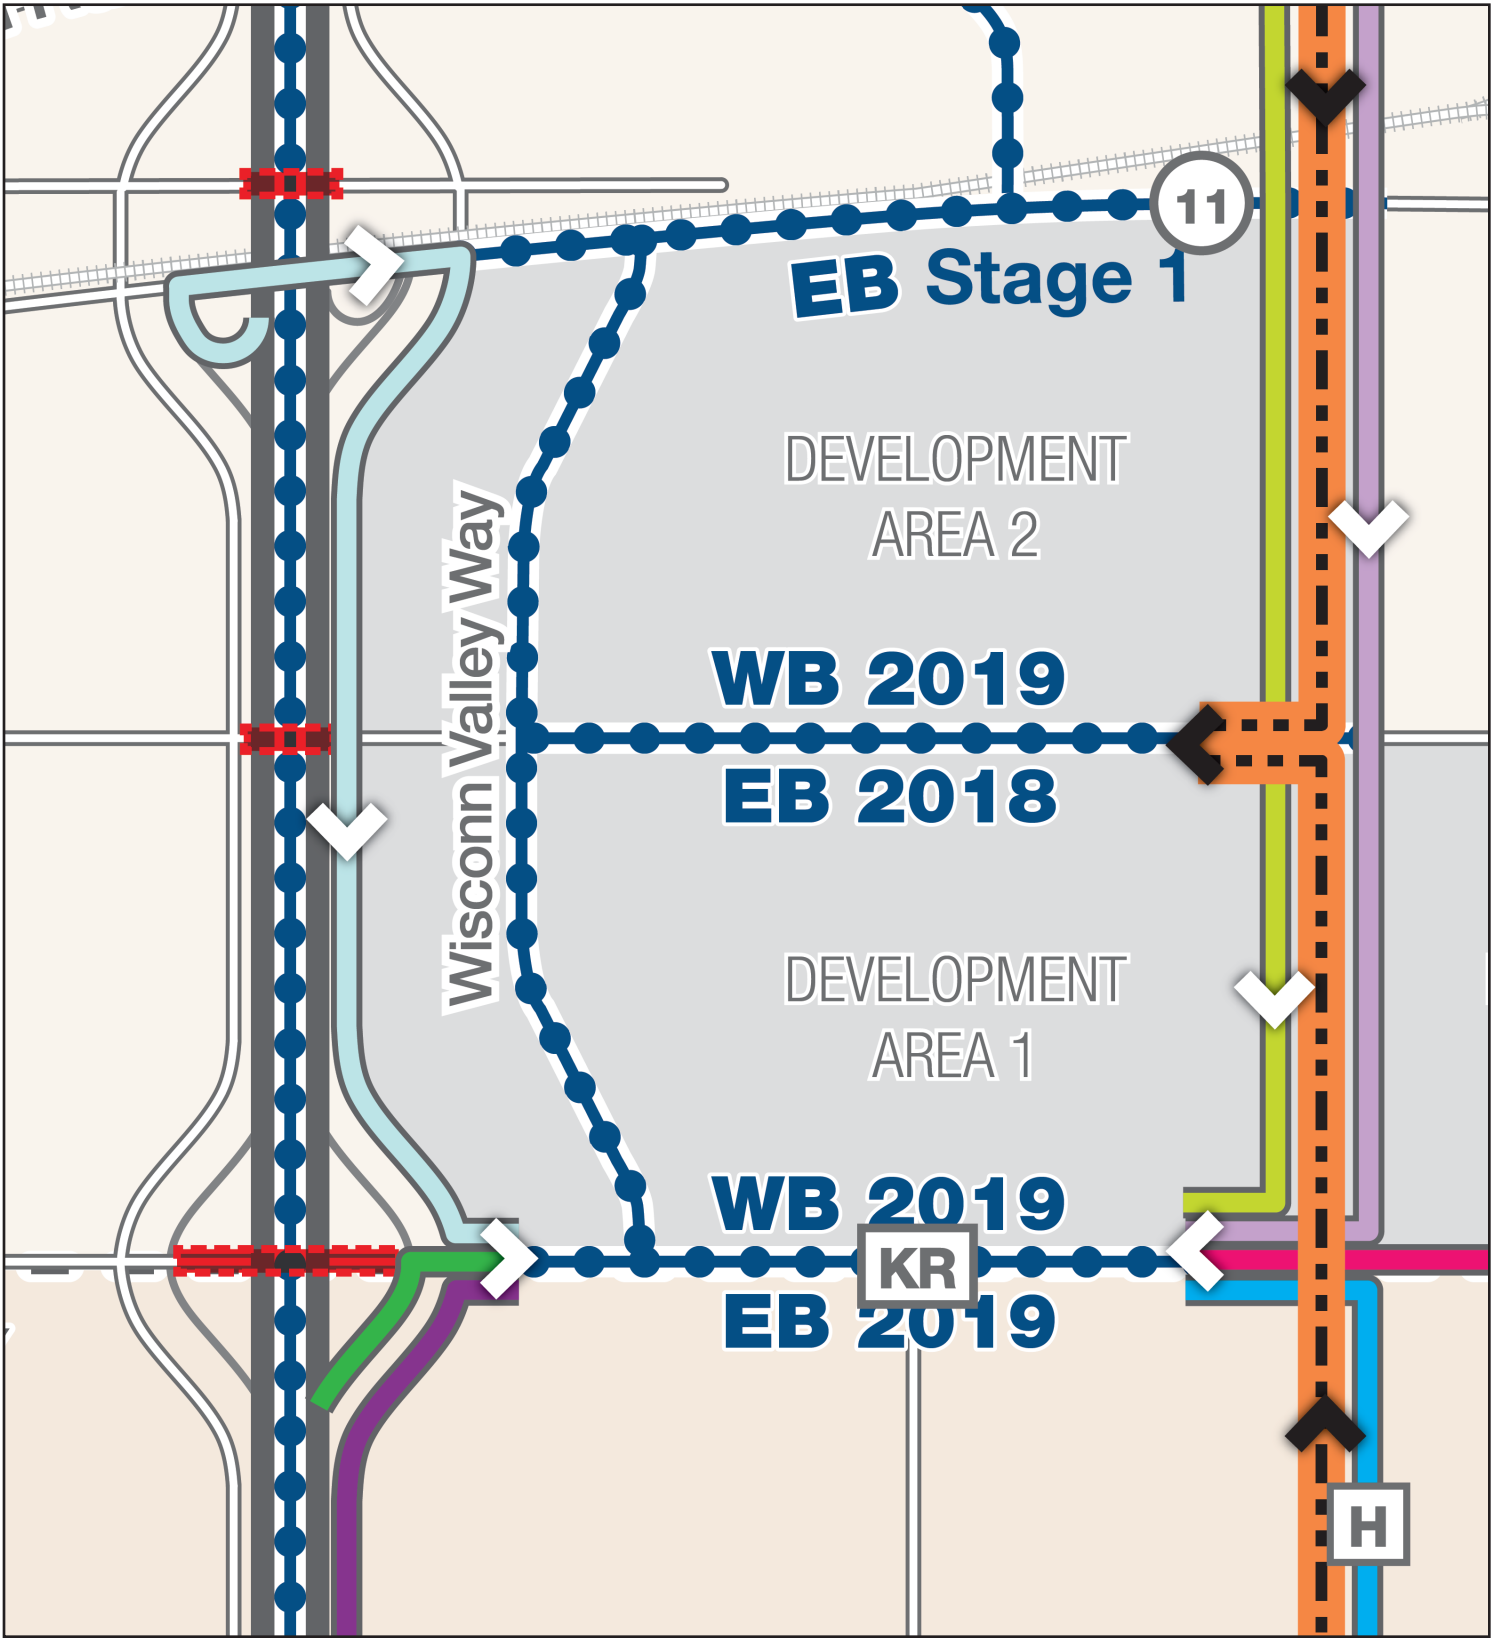 11
EB Stage 1
DEVELOPMENT
AREA 2
Wisconn Valley Way
WB 2019
EB 2018
DEVELOPMENT
AREA 1
WB 2019
KR
EB 2019
H